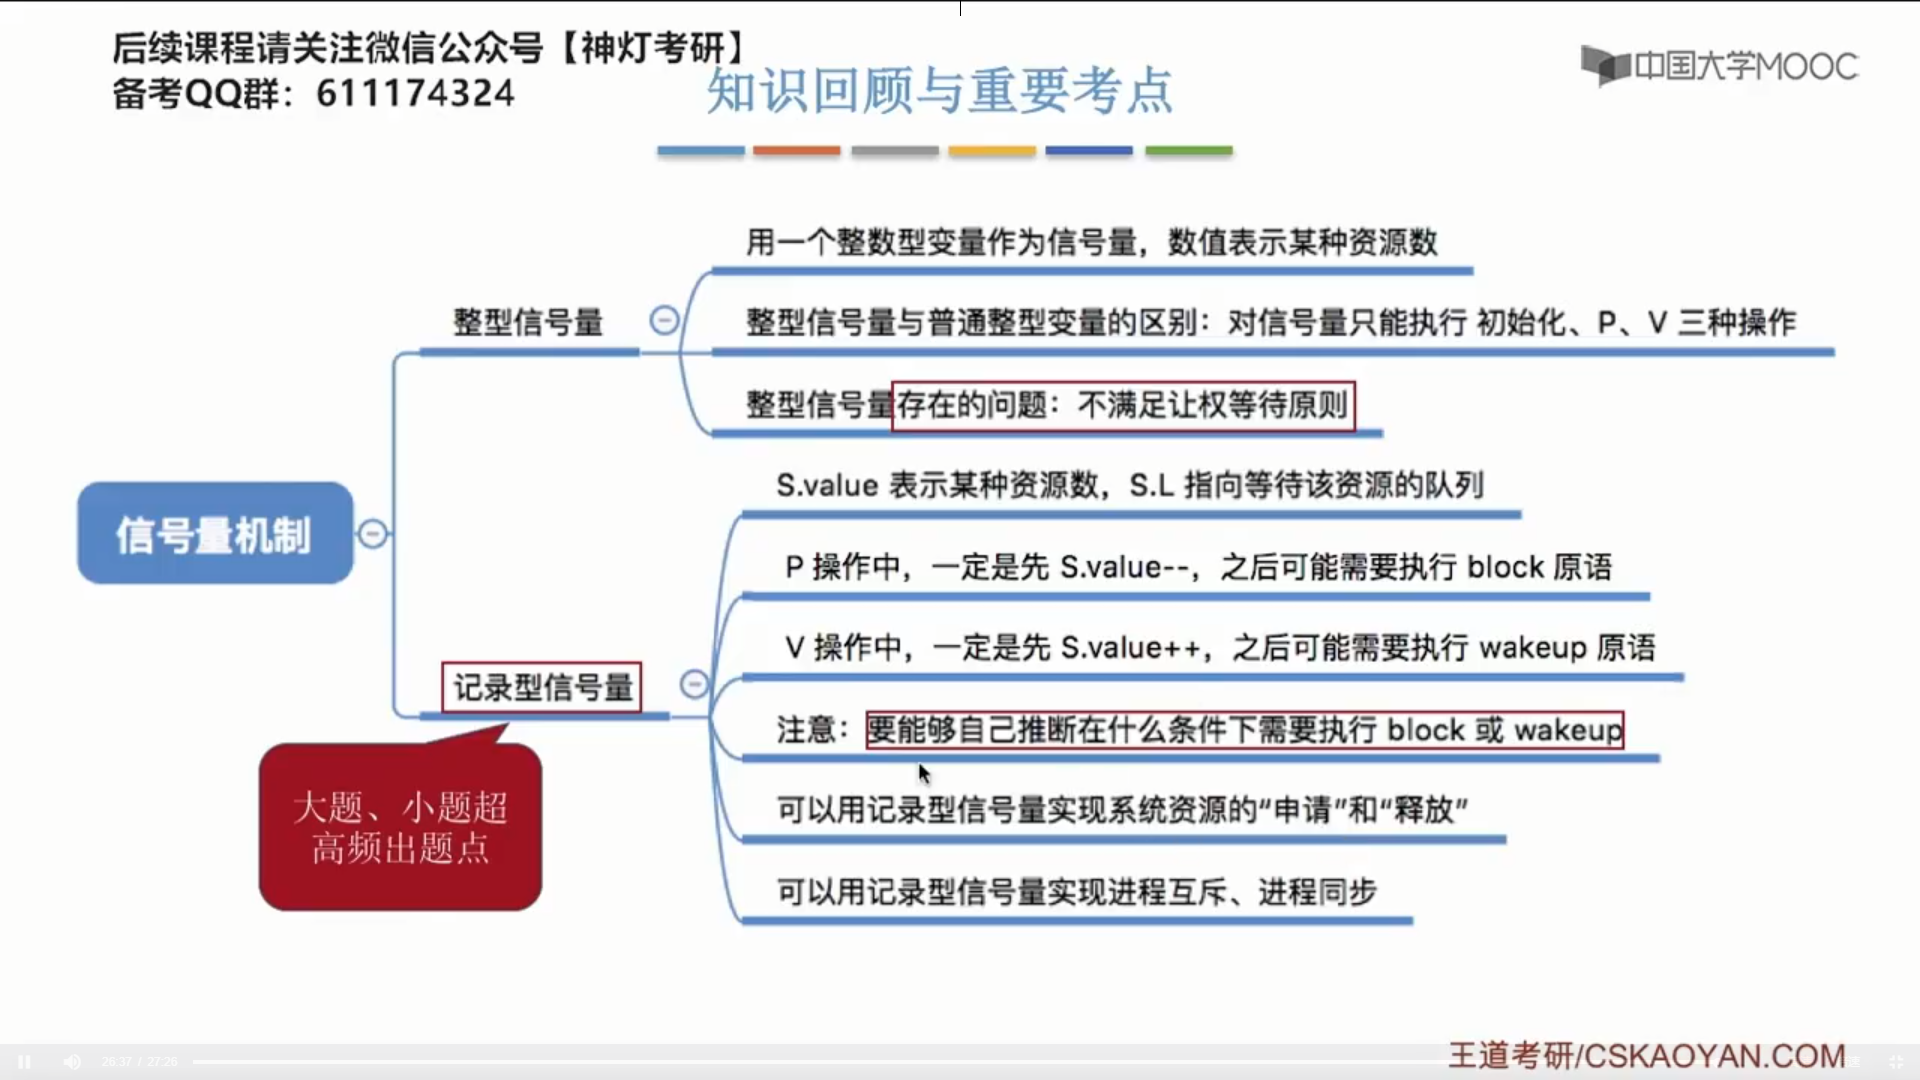 后续课程请关注微信公众号【神灯考研】
备考QQ群：611174324
知识回顾与重要考点
中国大学MOOC
用一个整数型变量作为信号量，数值表示某种资源数
整型信号量
整型信号量与普通整型变量的区别：对信号量只能执行 初始化、P、V 三种操作
整型信号量存在的问题：不满足让权等待原则
信号量机制
S.value 表示某种资源数，S.L 指向等待该资源的队列
P 操作中，一定是先 S.value--，之后可能需要执行 block 原语
V 操作中，一定是先 S.value++，之后可能需要执行 wakeup 原语
记录型信号量
注意：要能够自己推断在什么条件下需要执行 block 或 wakeup
可以用记录型信号量实现系统资源的“申请”和“释放”
可以用记录型信号量实现进程互斥、进程同步
大题、小题超
高频出题点
26:37 / 27:26
王道考研/CSKAOYAN.COM